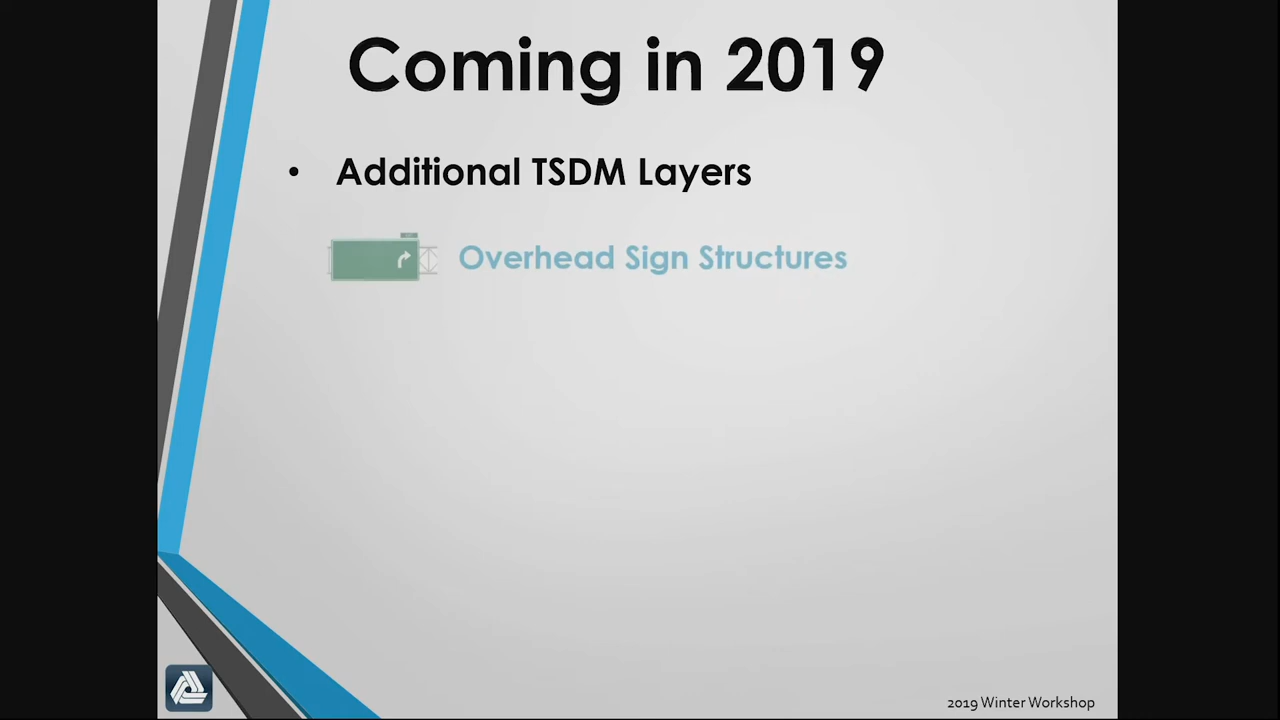 Coming in 2019
• Additional TSDM Layers
Overhead Sign Structures
2019 Winter Workshop